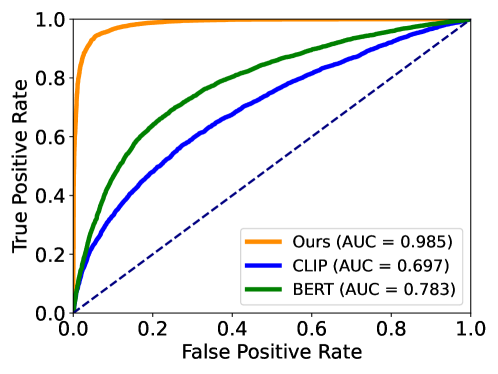 1.0
0.8
0.6
0.4
0.2
0.0
True Positive Rate
Ours (AUC = 0.985)
CLIP (AUC = 0.697)
BERT (AUC = 0.783)
0.0 0.2 0.4 0.6 0.8 1.0
False Positive Rate